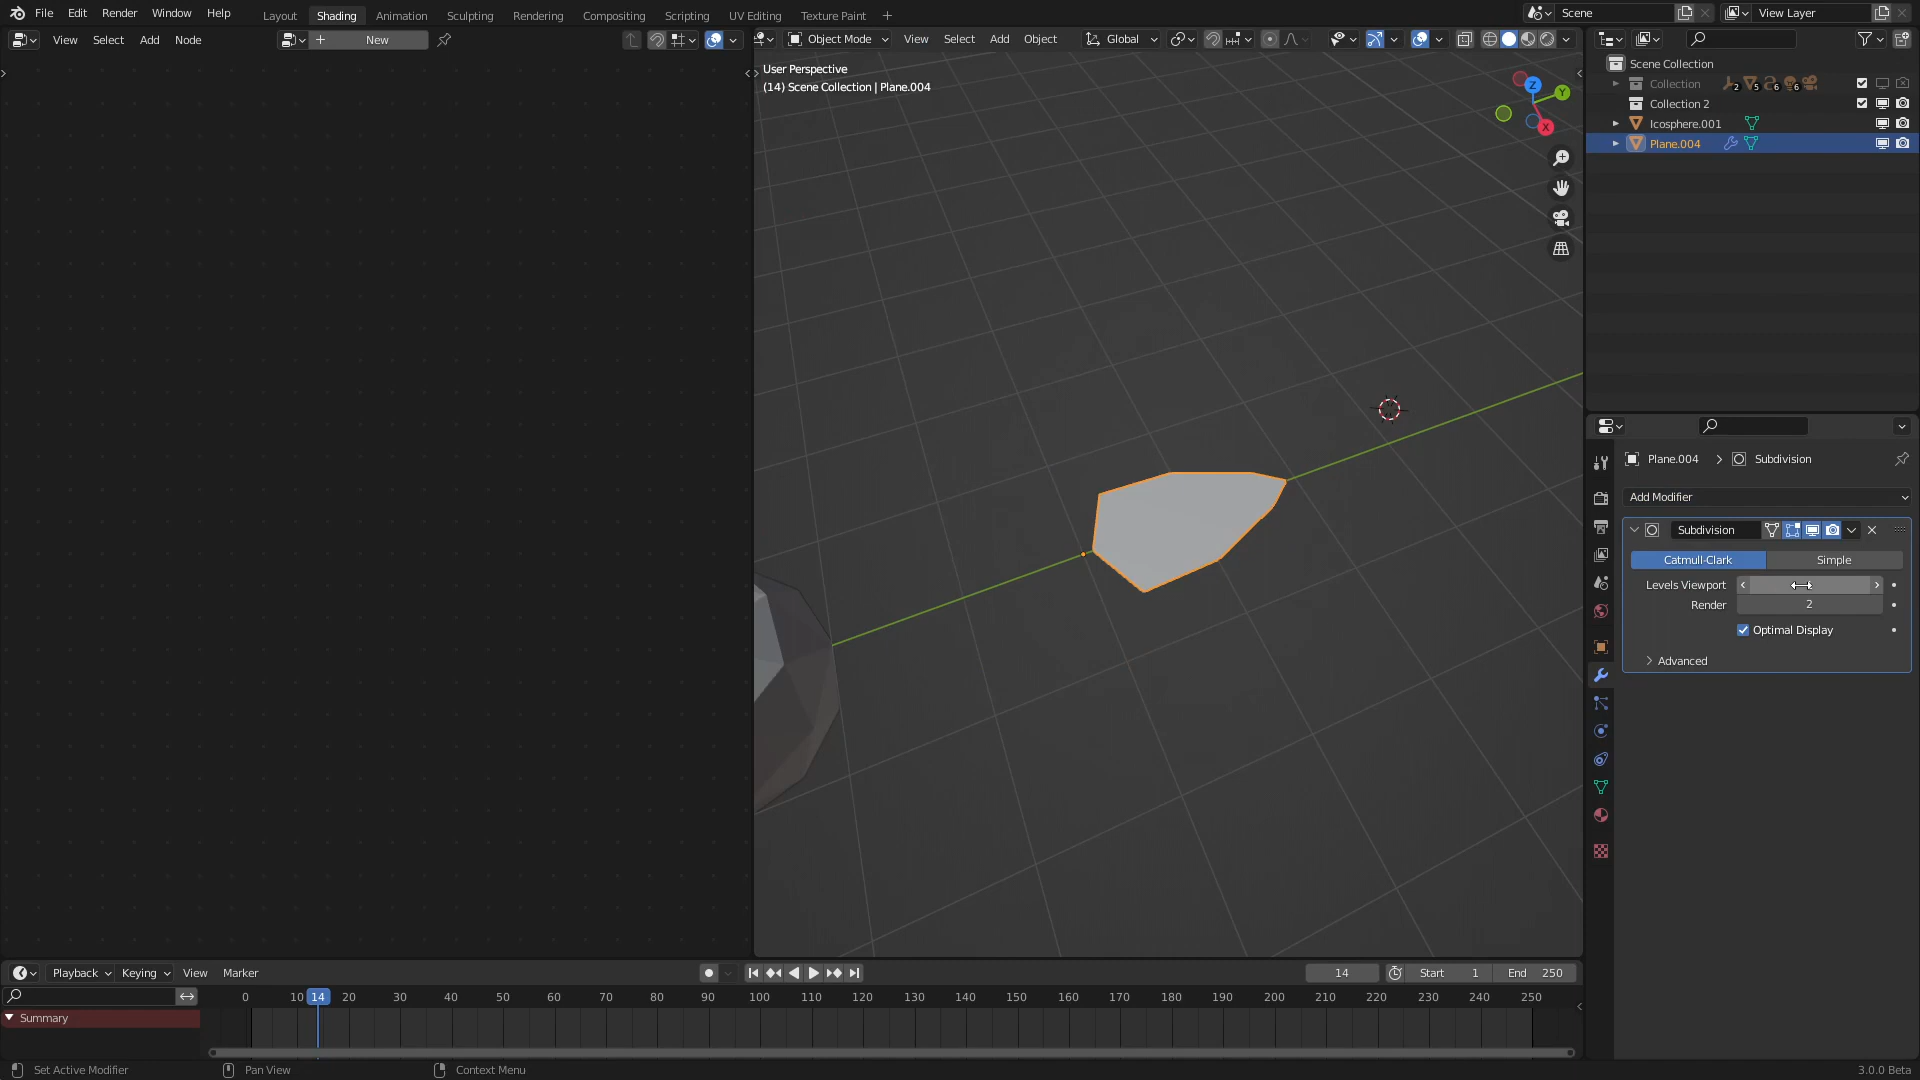 File Edit Render Window Help
Layout Shading Animation Sculpting Rendering Compositing Scripting UV Editing Texture Paint +
Scene
View Layer
View Select Add Node
+ New
Object Mode View Select Add Object
Global
User Perspective
(14) Scene Collection | Plane.004
Z
Y
X
Scene Collection
Collection 2 5 6 6
Collection 2
Icosphere.001
Plane.004
Plane.004 > Subdivision
Add Modifier
Subdivision
Catmull-Clark Simple
Levels Viewport
Render 2
Optimal Display
Advanced
Playback Keying View Marker
14
Start 1 End 250
0 10 14 20 30 40 50 60 70 80 90 100 110 120 130 140 150 160 170 180 190 200 210 220 230 240 250
Summary
Set Active Modifier
Pan View
Context Menu
3.0.0 Beta